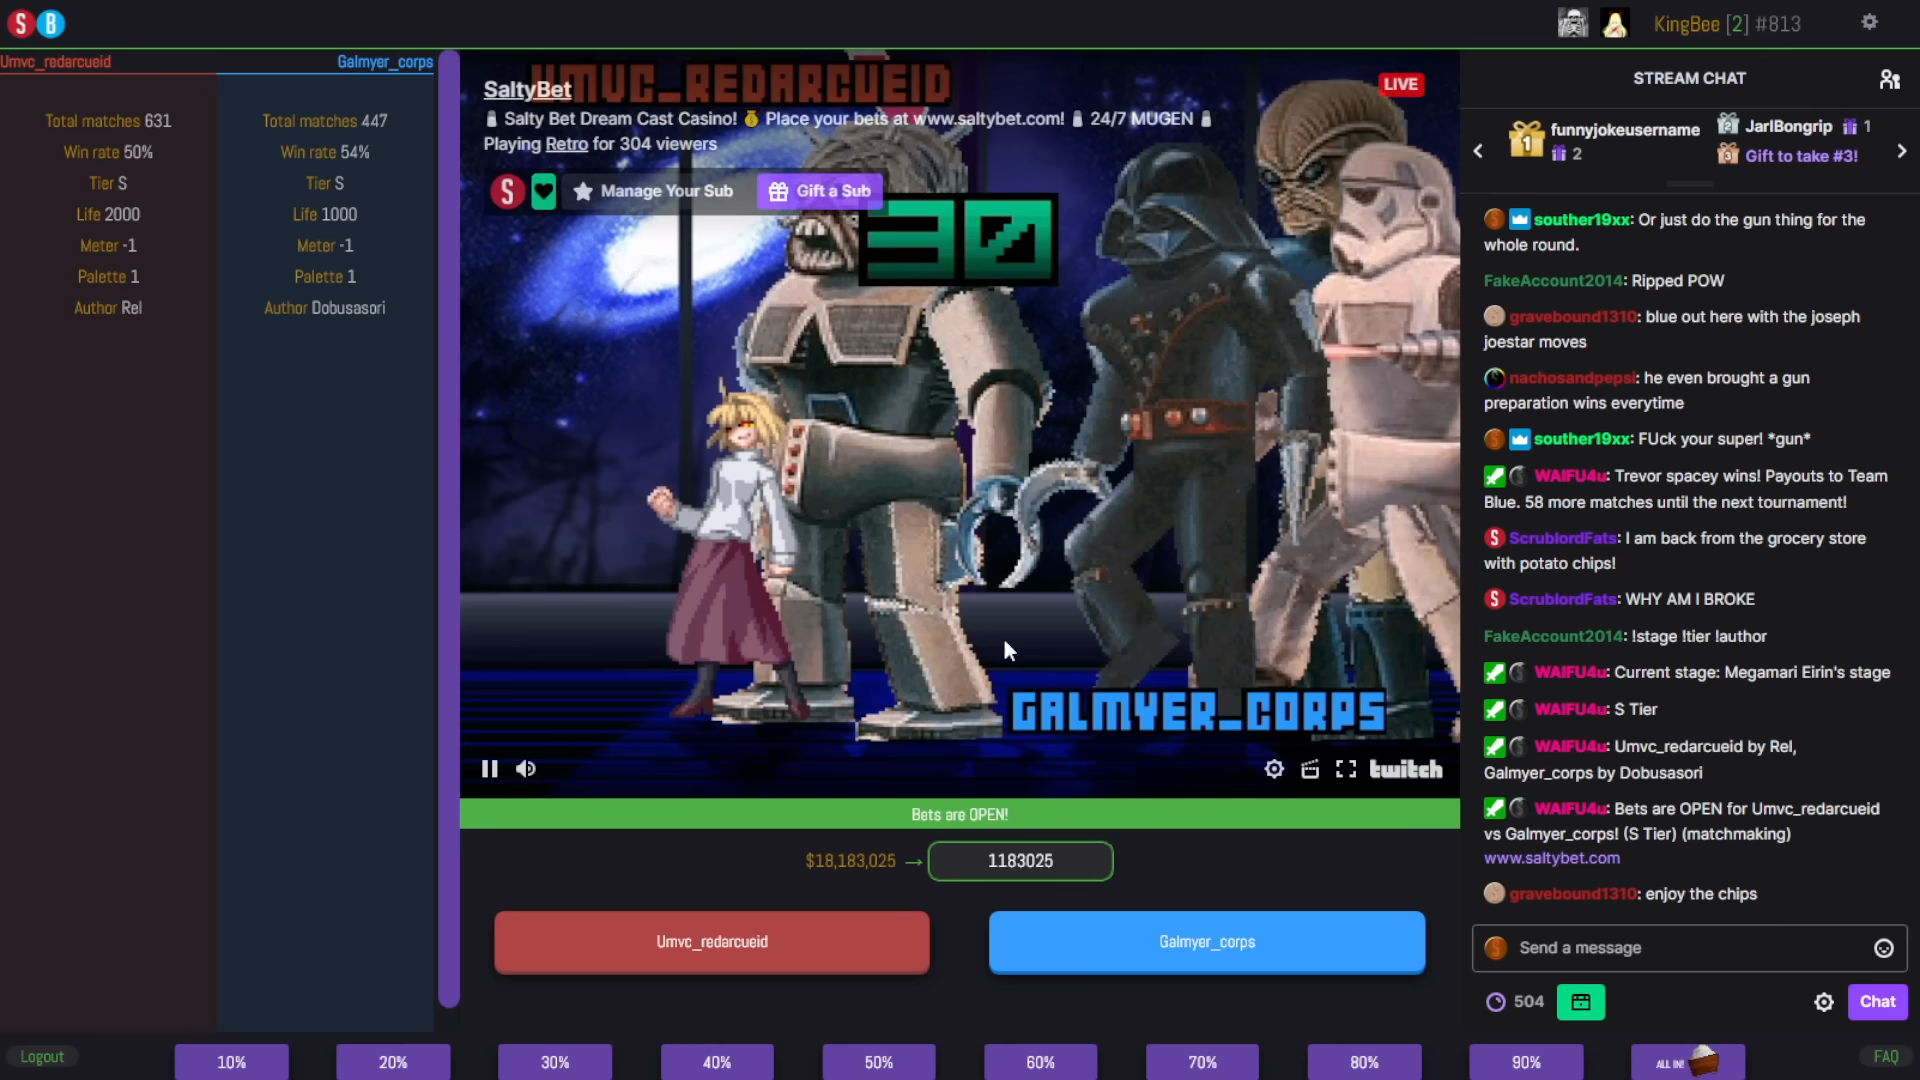 S B
KingBee [2] #813
Umvc_redarcueid
Galmyer_corps
Total matches 631
Win rate 50%
Tier S
Life 2000
Meter -1
Palette 1
Author Rel
Total matches 447
Win rate 54%
Tier S
Life 1000
Meter -1
Palette 1
Author Dobusasori
UMVC_REDARCUEID
SaltyBet
LIVE
Salty Bet Dream Cast Casino! Place your bets at www.saltybet.com! 24/7 MUGEN
Playing Retro for 304 viewers
S
Manage Your Sub
Gift a Sub
30
GALMYER_CORPS
twitch
Bets are OPEN!
$18,183,025 → 1183025
Umvc_redarcueid
Galmyer_corps
STREAM CHAT
1 funnyjokeusername
2
2 JarlBongrip 1
3 Gift to take #3!
souther19xx: Or just do the gun thing for the
whole round.
FakeAccount2014: Ripped POW
gravebound1310: blue out here with the joseph
joestar moves
nachosandpepsi: he even brought a gun
preparation wins everytime
souther19xx: FUck your super! *gun*
WAIFU4u: Trevor spacey wins! Payouts to Team
Blue. 58 more matches until the next tournament!
ScrublordFats: I am back from the grocery store
with potato chips!
ScrublordFats: WHY AM I BROKE
FakeAccount2014: !stage !tier !author
WAIFU4u: Current stage: Megamari Eirin's stage
WAIFU4u: S Tier
WAIFU4u: Umvc_redarcueid by Rel,
Galmyer_corps by Dobusasori
WAIFU4u: Bets are OPEN for Umvc_redarcueid
vs Galmyer_corps! (S Tier) (matchmaking)
www.saltybet.com
gravebound1310: enjoy the chips
Send a message
504
Chat
Logout
10%
20%
30%
40%
50%
60%
70%
80%
90%
ALL IN!
FAQ